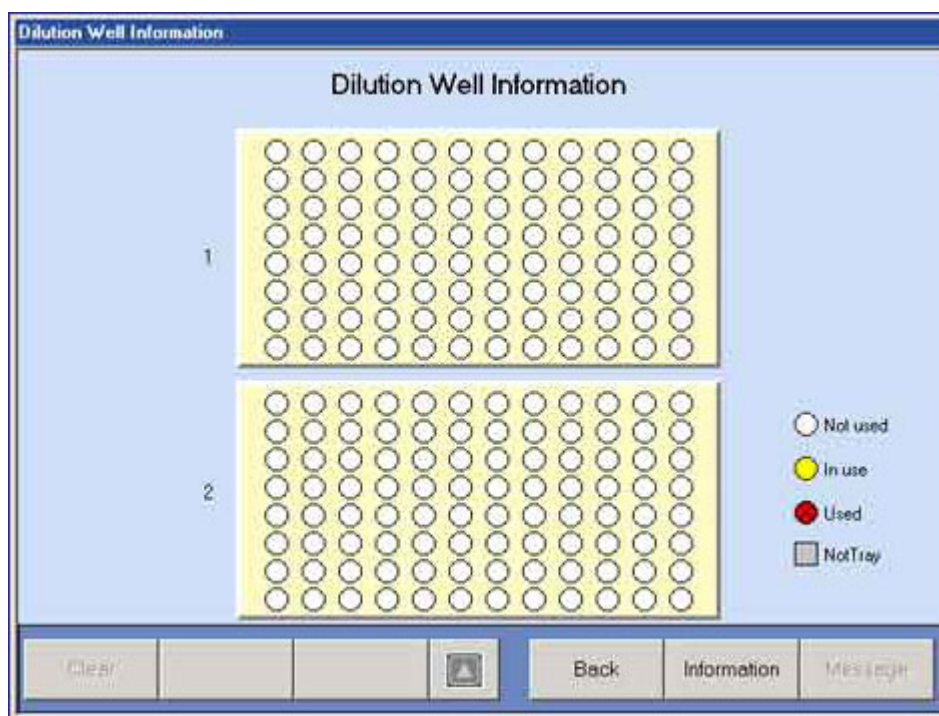 Dilution Well Information
Dilution Well Information
1
2
Not used
In use
Used
NotTray
Clear
Back
Information
Message